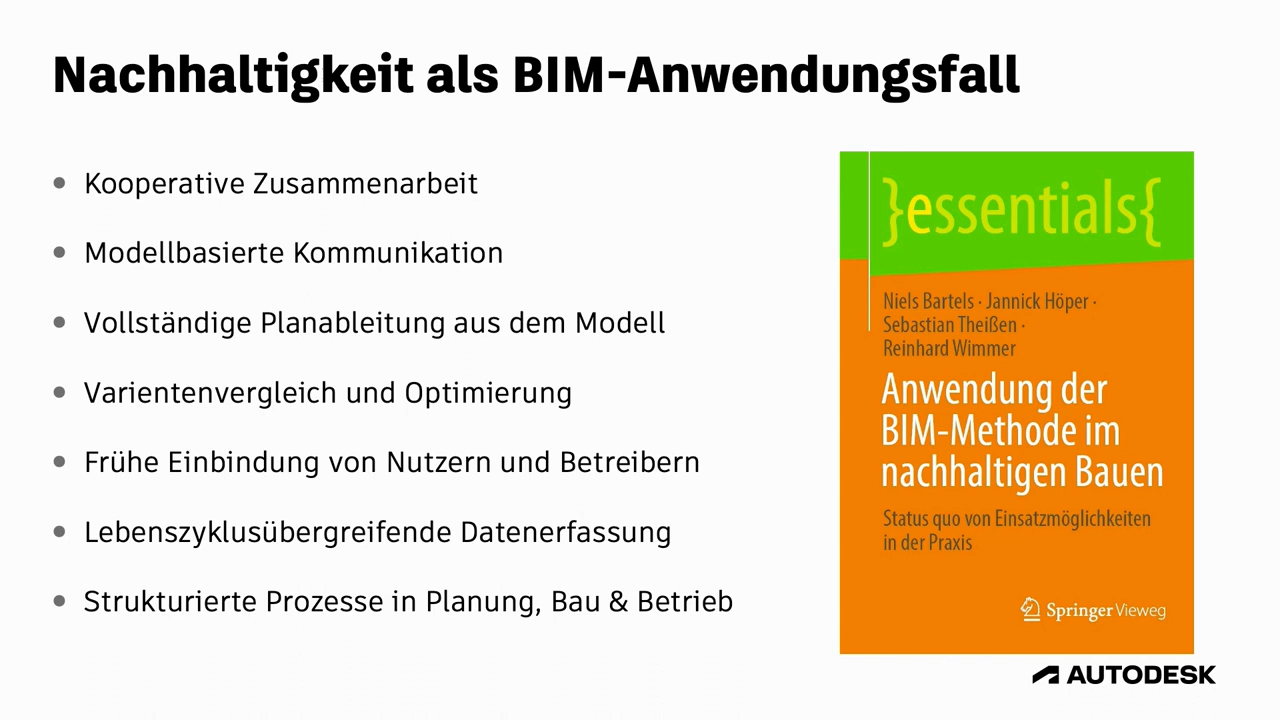 Nachhaltigkeit als BIM-Anwendungsfall
• Kooperative Zusammenarbeit
• Modellbasierte Kommunikation
• Vollständige Planableitung aus dem Modell
• Varientenvergleich und Optimierung
• Frühe Einbindung von Nutzern und Betreibern
• Lebenszyklusübergreifende Datenerfassung
• Strukturierte Prozesse in Planung, Bau & Betrieb
}essentials{
Niels Bartels · Jannick Höper ·
Sebastian Theißen ·
Reinhard Wimmer
Anwendung der
BIM-Methode im
nachhaltigen Bauen
Status quo von Einsatzmöglichkeiten
in der Praxis
Springer Vieweg
AUTODESK